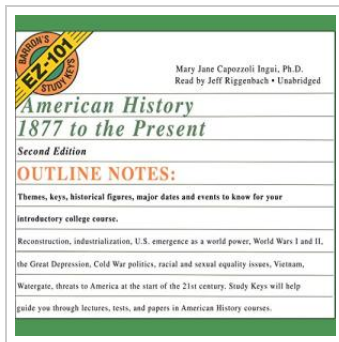 BARRON'S
EZ-101
STUDY KEYS
Mary Jane Capozzoli Ingui, Ph.D.
Read by Jeff Riggenbach • Unabridged
American History
1877 to the Present
Second Edition
OUTLINE NOTES:
Themes, keys, historical figures, major dates and events to know for your
introductory college course.
Reconstruction, industrialization, U.S. emergence as a world power, World Wars I and II,
the Great Depression, Cold War politics, racial and sexual equality issues, Vietnam,
Watergate, threats to America at the start of the 21st century. Study Keys will help
guide you through lectures, tests, and papers in American History courses.